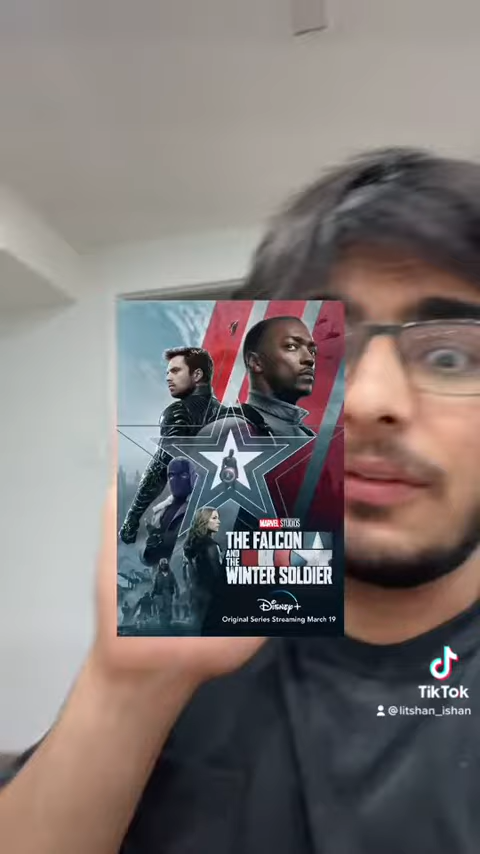 MARVEL STUDIOS
THE FALCON
AND THE
WINTER SOLDIER
Disney+
Original Series Streaming March 19
TikTok
@litshan_ishan